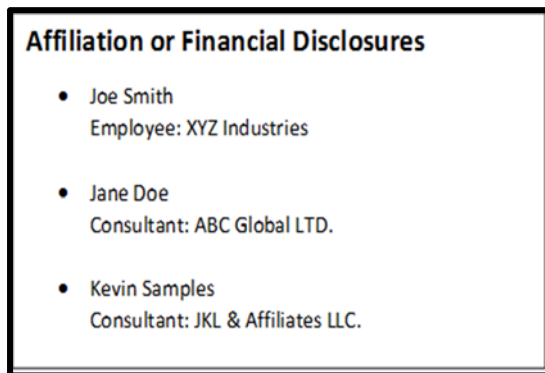 Affiliation or Financial Disclosures
• Joe Smith
Employee: XYZ Industries
• Jane Doe
Consultant: ABC Global LTD.
• Kevin Samples
Consultant: JKL & Affiliates LLC.